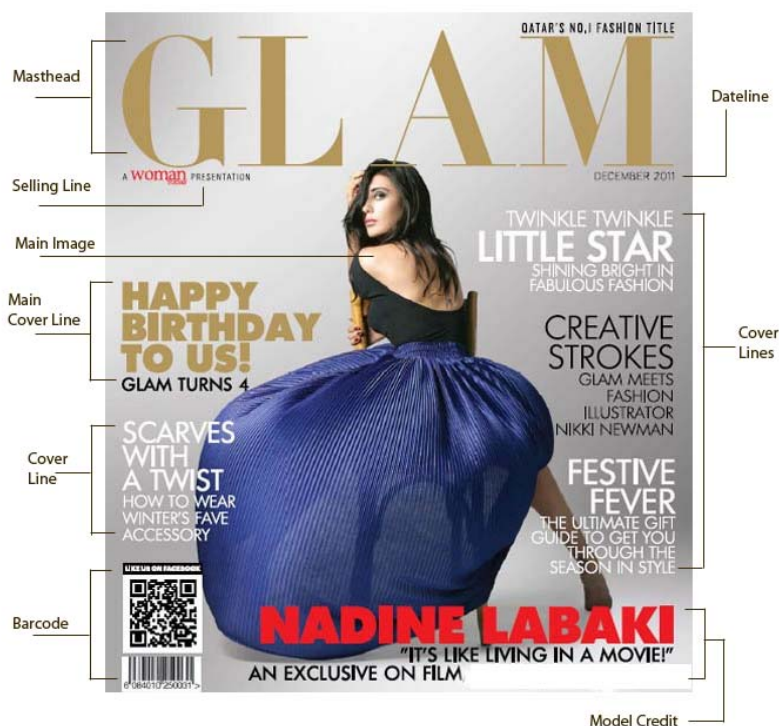 QATAR'S NO.1 FASHION TITLE
Masthead
GLAM
Dateline
A woman PRESENTATION
DECEMBER 2011
Selling Line
Main Image
TWINKLE TWINKLE
LITTLE STAR
SHINING BRIGHT IN
FABULOUS FASHION
Main
Cover Line
HAPPY
BIRTHDAY
TO US!
GLAM TURNS 4
CREATIVE
STROKES
GLAM MEETS
FASHION
ILLUSTRATOR
NIKKI NEWMAN
Cover
Lines
Cover
Line
SCARVES
WITH
A TWIST
HOW TO WEAR
WINTER'S FAVE
ACCESSORY
FESTIVE
FEVER
THE ULTIMATE GIFT
GUIDE TO GET YOU
THROUGH THE
SEASON IN STYLE
LIKE US ON FACEBOOK
Barcode
6 084010 250031 >
NADINE LABAKI
"IT'S LIKE LIVING IN A MOVIE!"
AN EXCLUSIVE ON FILM
Model Credit